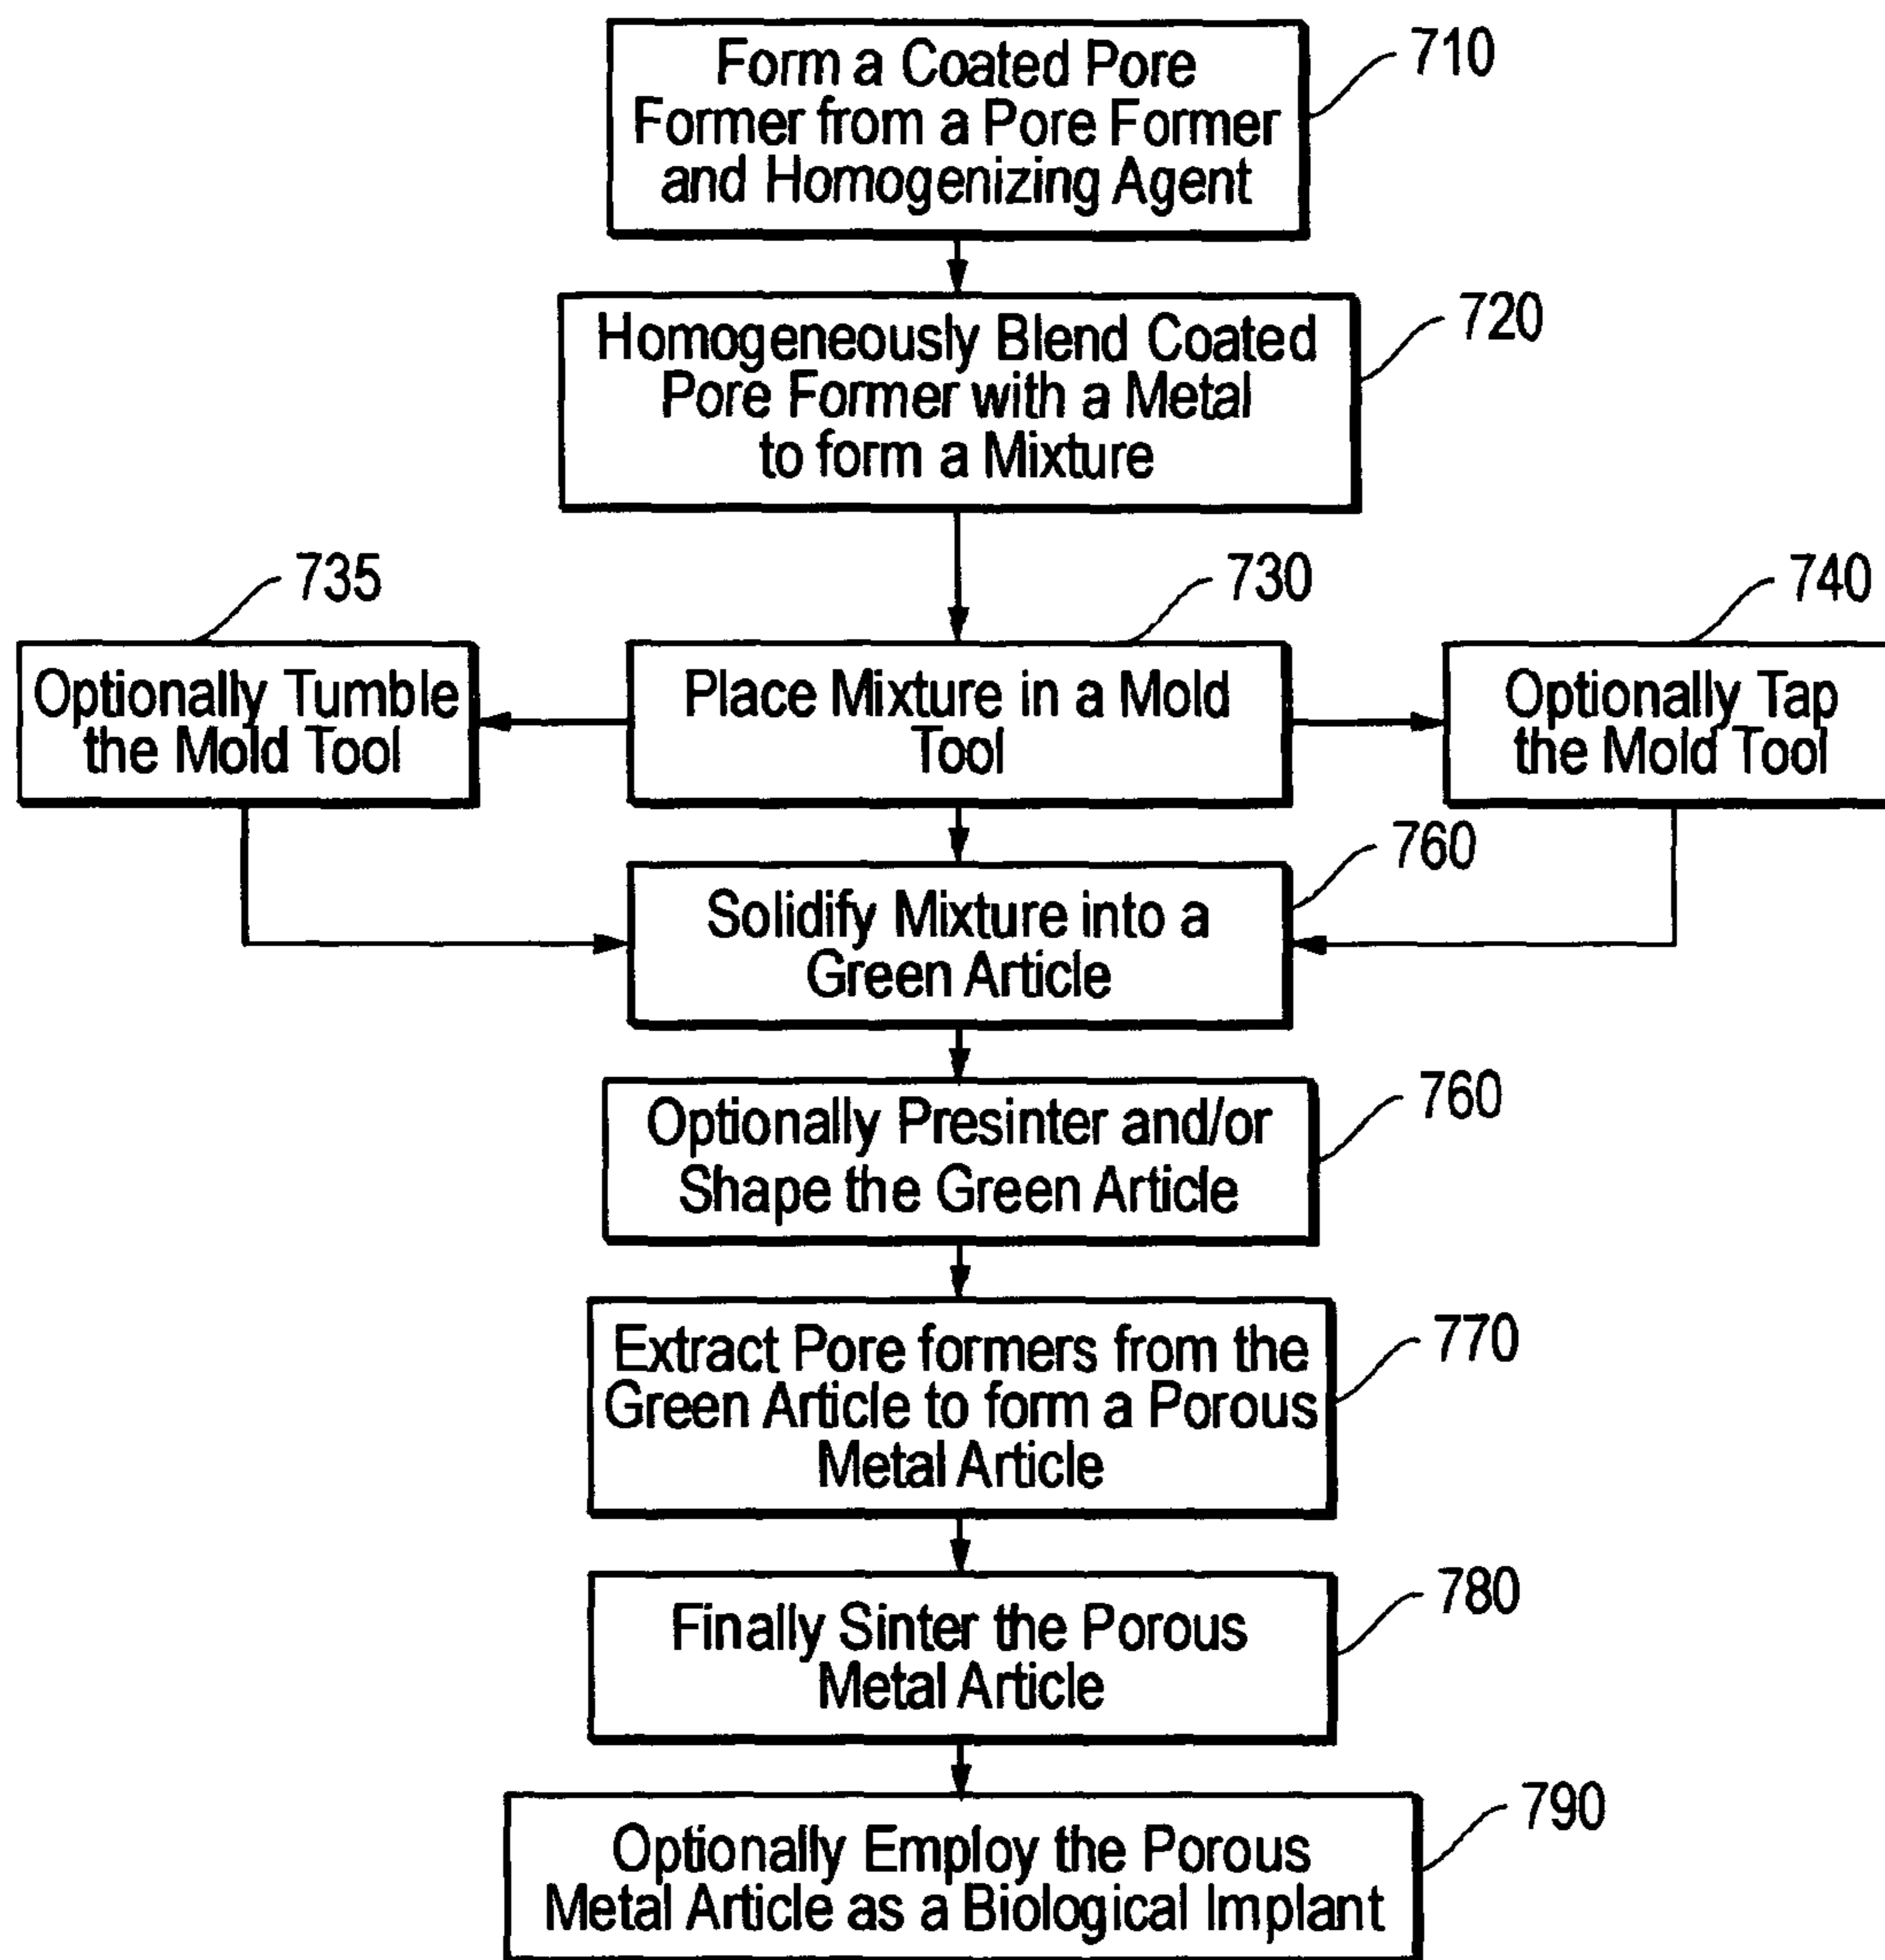 Form a Coated Pore
Former from a Pore Former
and Homogenizing Agent
710
Homogeneously Blend Coated
Pore Former with a Metal
to form a Mixture
720
735
730
740
Optionally Tumble
the Mold Tool
Place Mixture in a Mold
Tool
Optionally Tap
the Mold Tool
760
Solidify Mixture into a
Green Article
760
Optionally Presinter and/or
Shape the Green Article
770
Extract Pore formers from the
Green Article to form a Porous
Metal Article
780
Finally Sinter the Porous
Metal Article
790
Optionally Employ the Porous
Metal Article as a Biological Implant